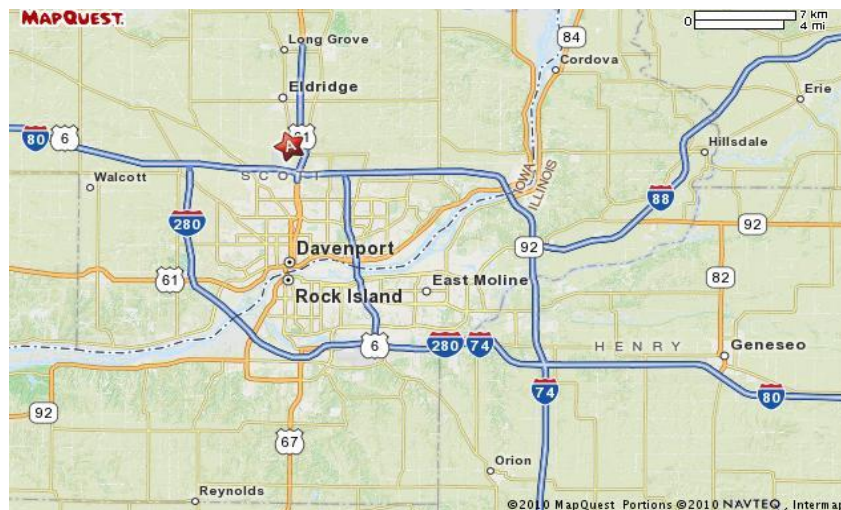 MAPQUEST.
0 7 km
4 mi
Long Grove
84
Cordova
Eldridge
Erie
6
80
A
Hillsdale
Walcott
SCOTT
IOWA
ILLINOIS
88
280
92
92
Davenport
61
82
East Moline
Rock Island
6
280
74
HENRY
Geneseo
74
80
92
67
Orion
Reynolds
©2010 MapQuest Portions ©2010 NAVTEQ, Intermap